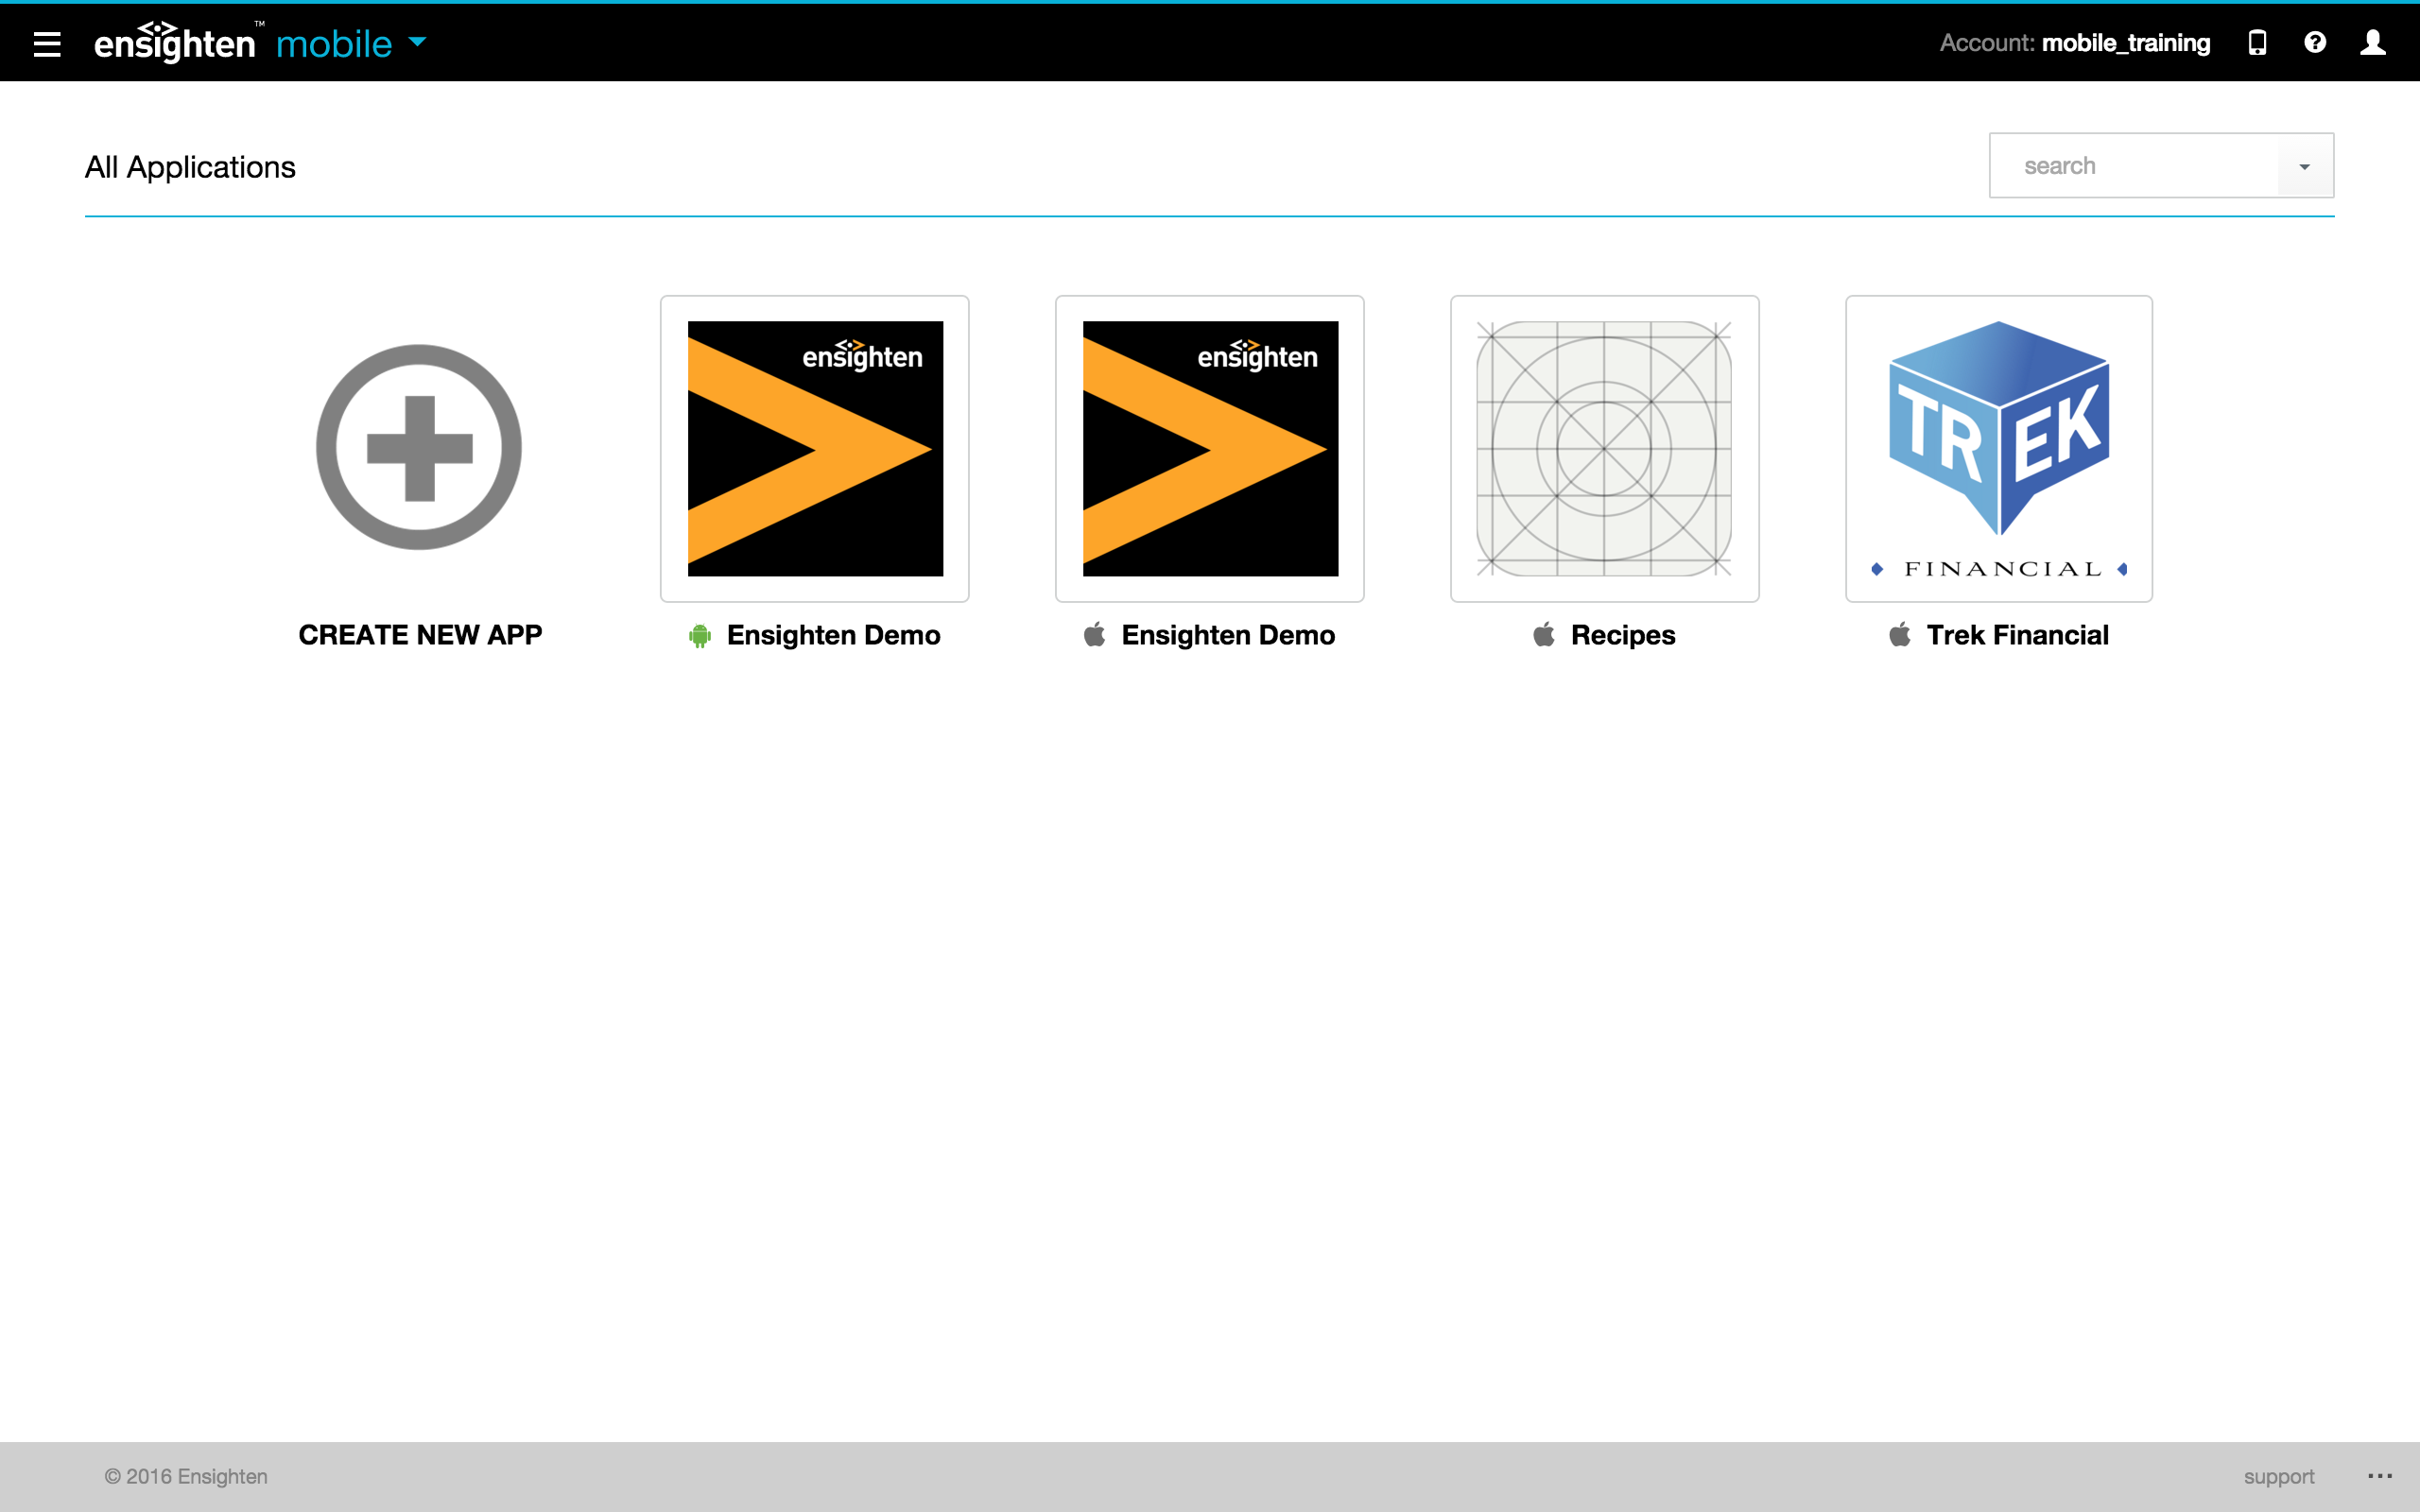 ensighten™ mobile
Account: mobile_training
All Applications
search
ensighten
ensighten
TREK
FINANCIAL
CREATE NEW APP
Ensighten Demo
Ensighten Demo
Recipes
Trek Financial
© 2016 Ensighten
support